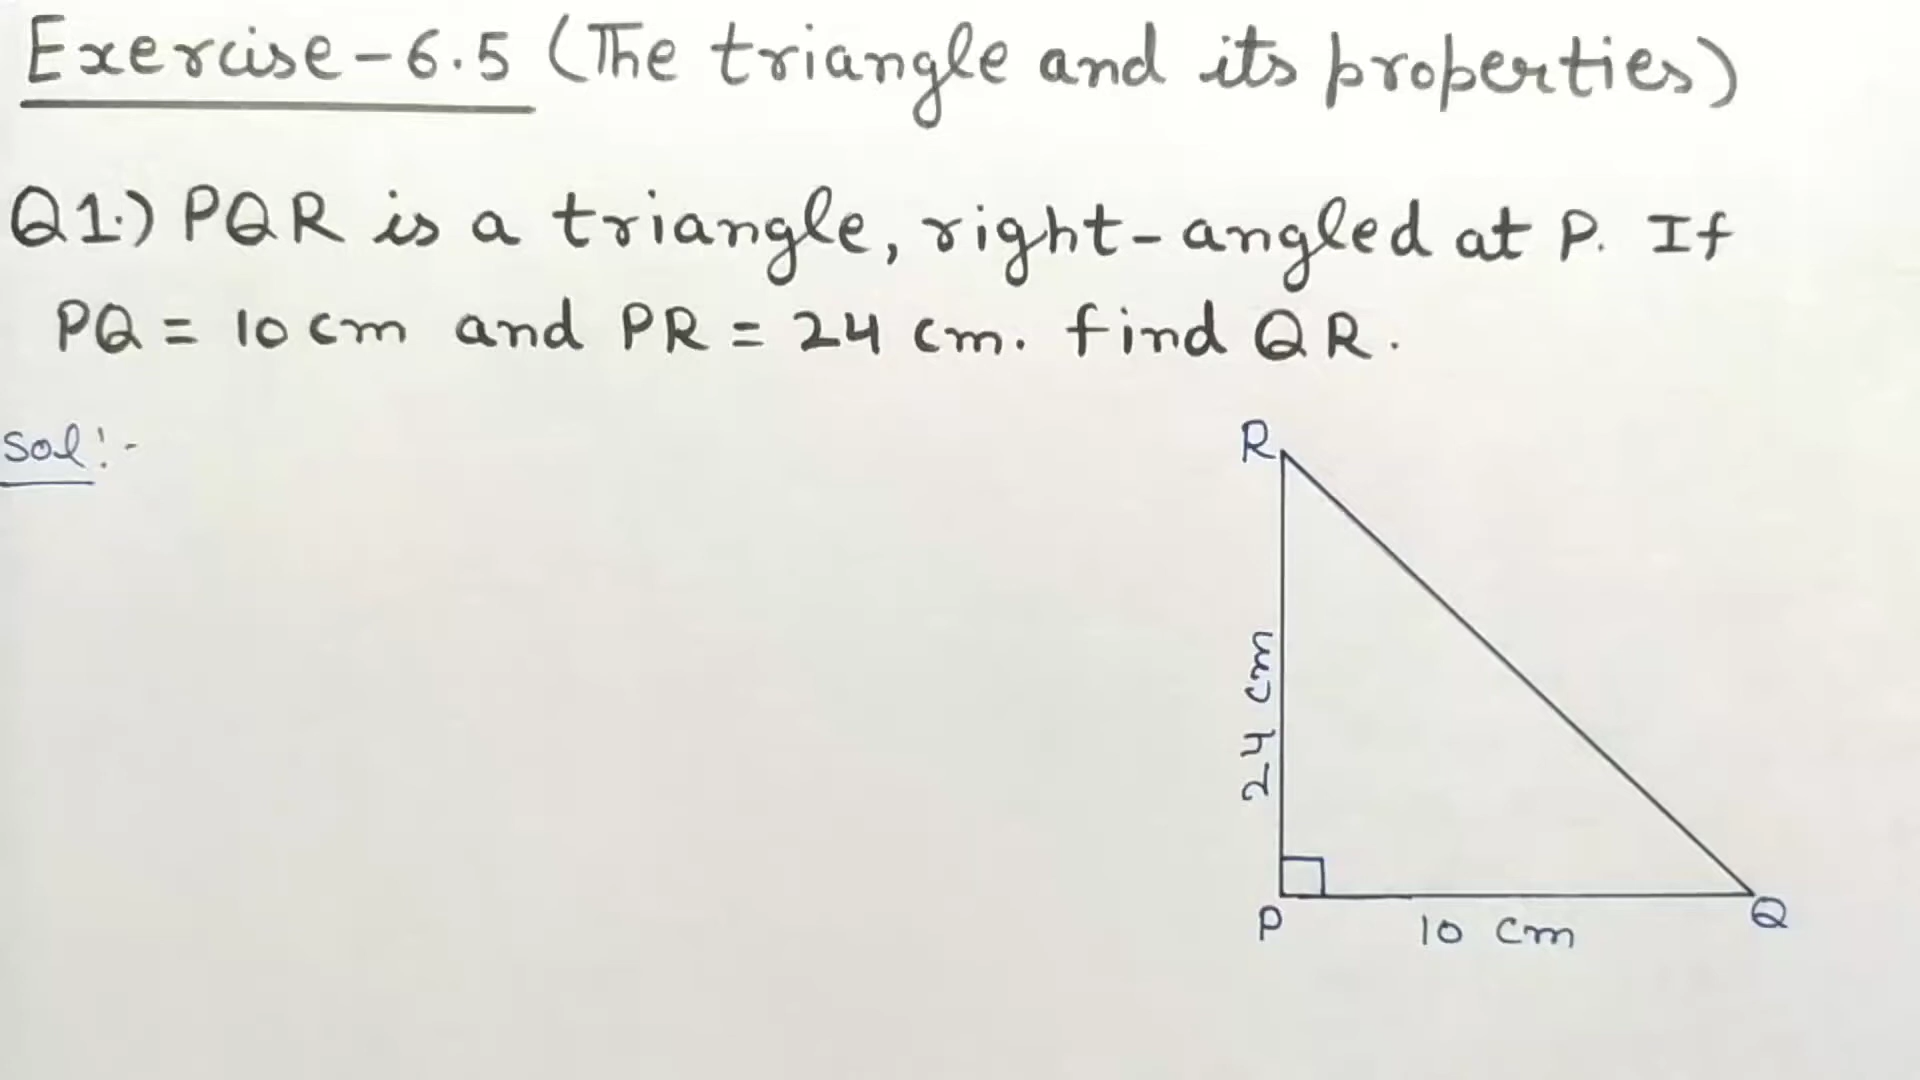 Exercise-6.5 (The triangle and its properties)
Q1.) PQR is a triangle, right-angled at P. If
PQ = 10 cm and PR = 24 cm. find QR.
Sol!-
R
24 cm
P
10 cm
Q